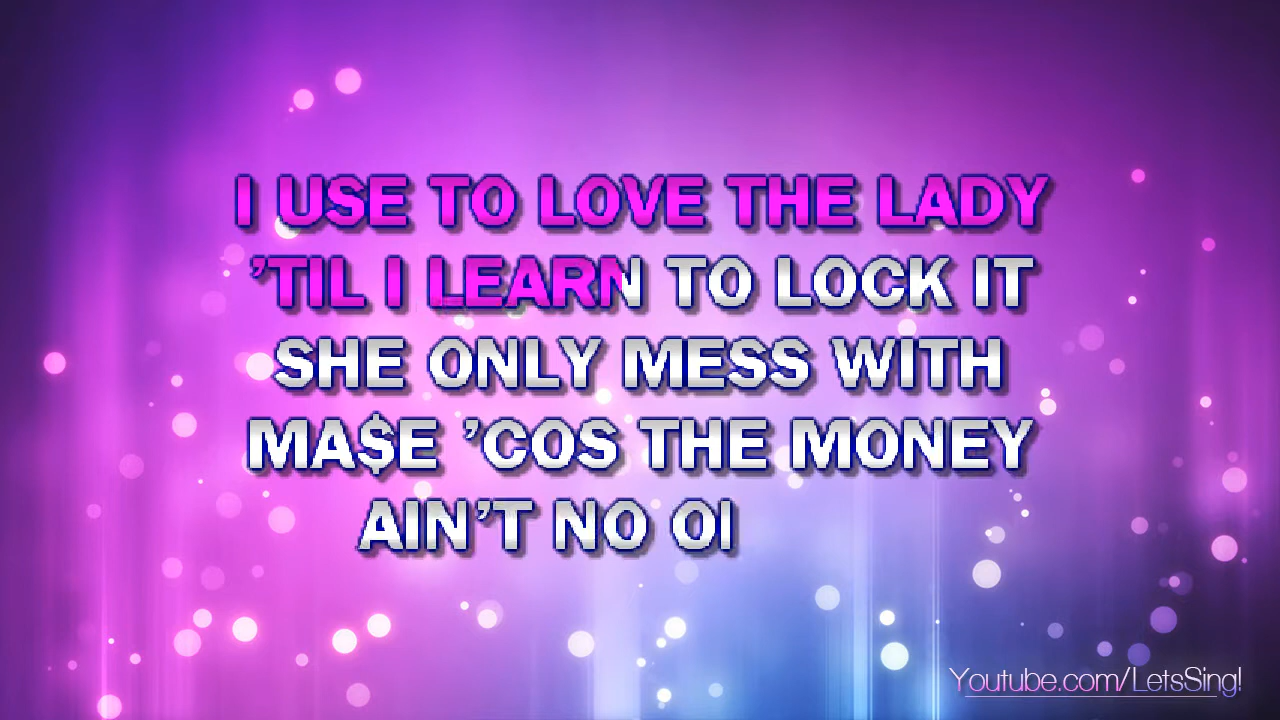 I USE TO LOVE THE LADY
'TIL I LEARN TO LOCK IT
SHE ONLY MESS WITH
MA$E 'COS THE MONEY
AIN'T NO
Youtube.com/LetsSing!